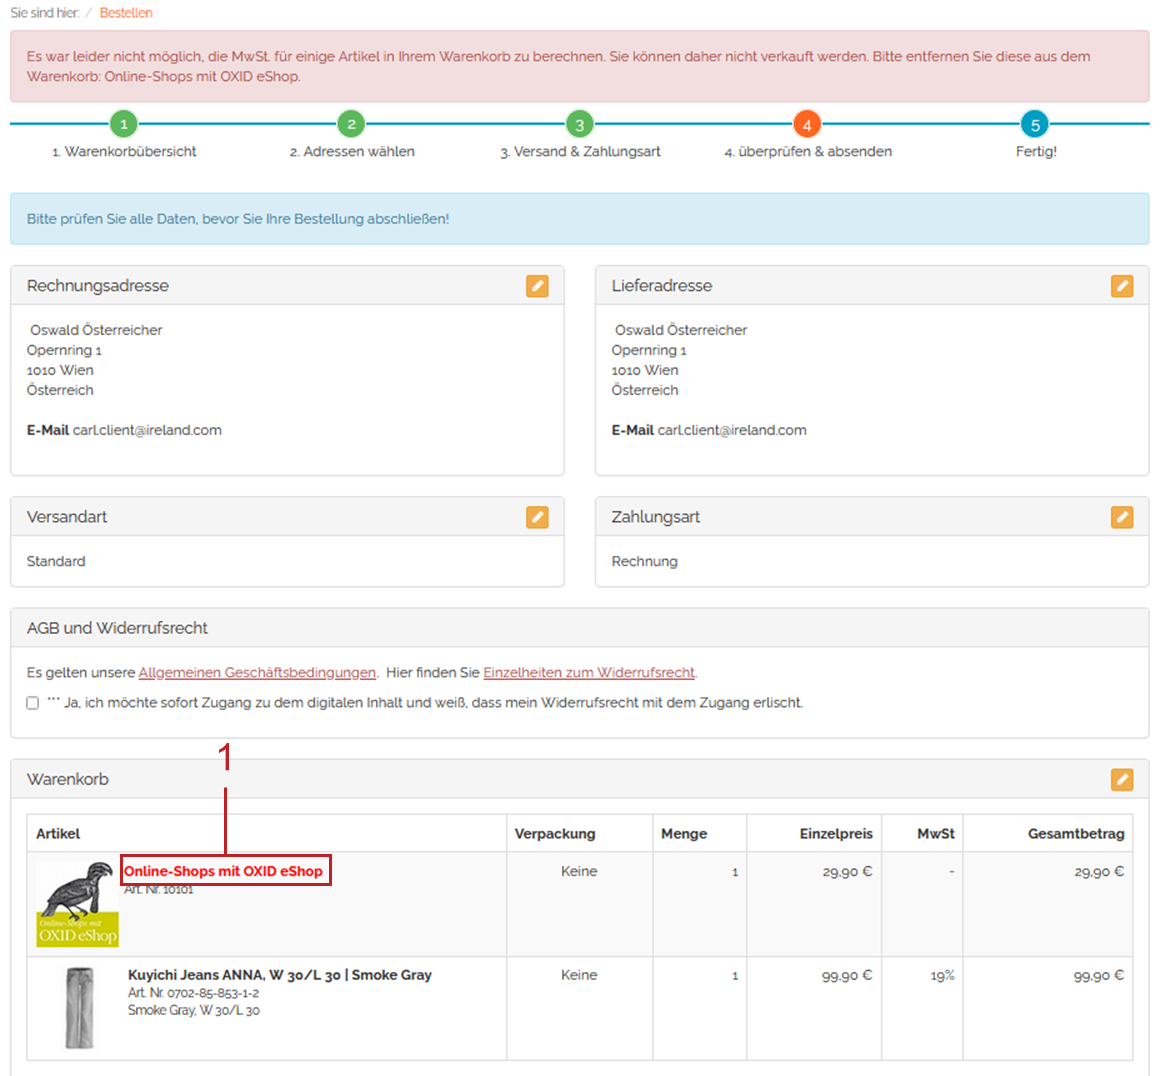 Sie sind hier: / Bestellen
Es war leider nicht möglich, die MwSt. für einige Artikel in Ihrem Warenkorb zu berechnen. Sie können daher nicht verkauft werden. Bitte entfernen Sie diese aus dem
Warenkorb: Online-Shops mit OXID eShop.
1 2 3 4 5
1. Warenkorbübersicht 2. Adressen wählen 3. Versand & Zahlungsart 4. überprüfen & absenden Fertig!
Bitte prüfen Sie alle Daten, bevor Sie Ihre Bestellung abschließen!
Rechnungsadresse
Oswald Österreicher
Opernring 1
1010 Wien
Österreich
E-Mail carl.client@ireland.com
Lieferadresse
Oswald Österreicher
Opernring 1
1010 Wien
Österreich
E-Mail carl.client@ireland.com
Versandart
Standard
Zahlungsart
Rechnung
AGB und Widerrufsrecht
Es gelten unsere Allgemeinen Geschäftsbedingungen. Hier finden Sie Einzelheiten zum Widerrufsrecht.
*** Ja, ich möchte sofort Zugang zu dem digitalen Inhalt und weiß, dass mein Widerrufsrecht mit dem Zugang erlischt.
1
Warenkorb
Artikel Verpackung Menge Einzelpreis MwSt Gesamtbetrag
Online-Shops mit OXID eShop Keine 1 29,90 € - 29,90 €
Art. Nr. 10101
Online-Shops mit
OXID eShop
Kuyichi Jeans ANNA, W 30/L 30 | Smoke Gray Keine 1 99,90 € 19% 99,90 €
Art. Nr. 0702-85-853-1-2
Smoke Gray, W 30/L 30